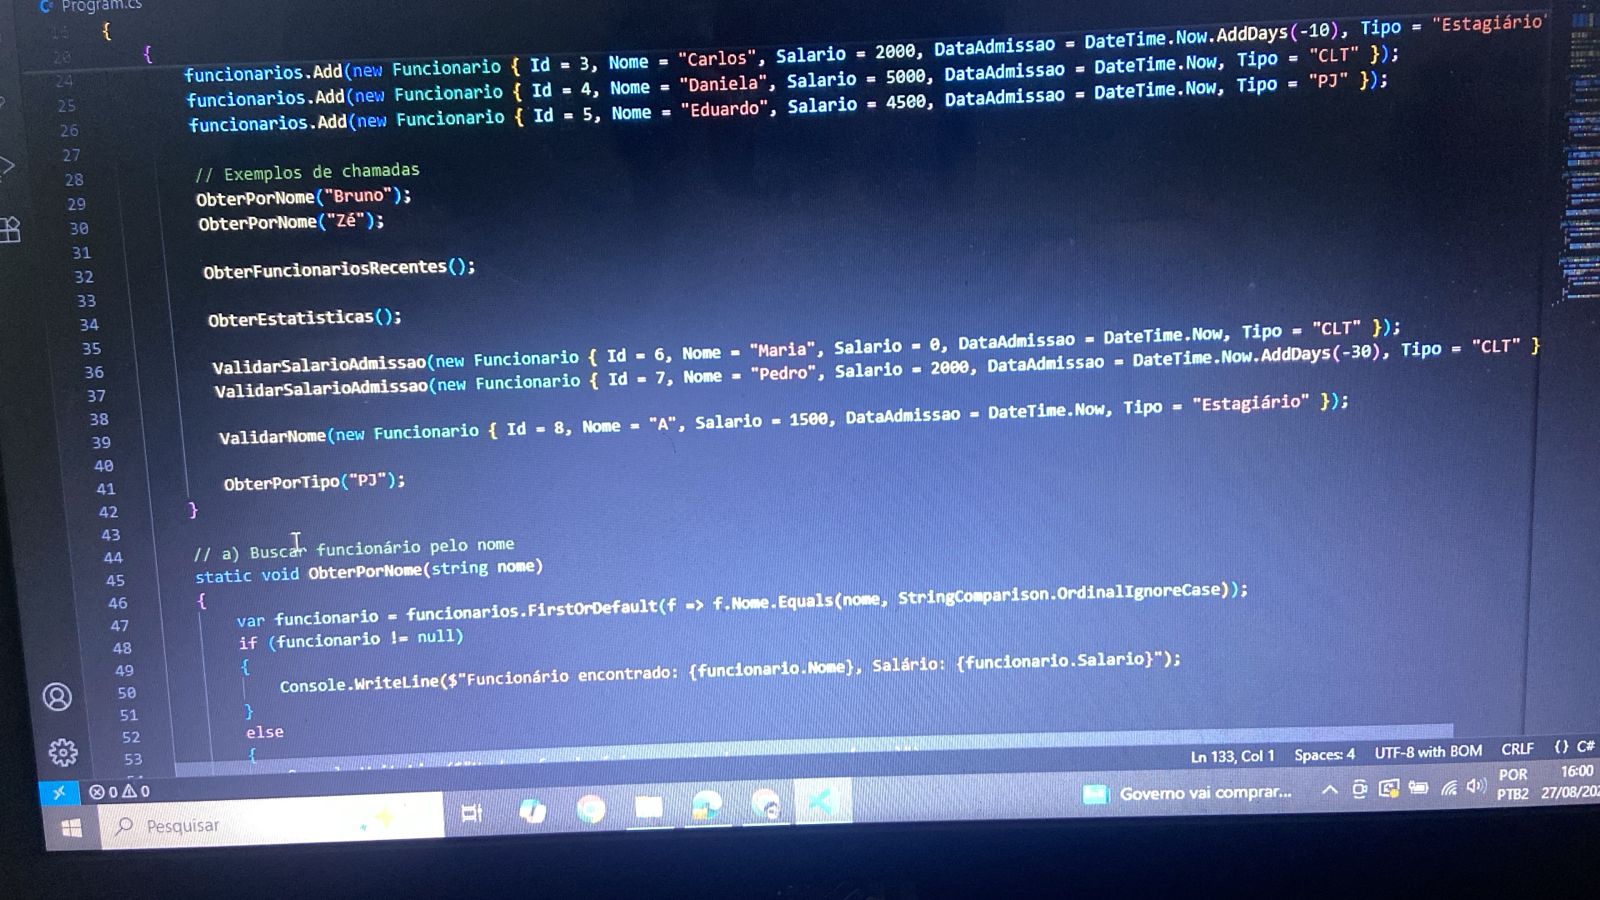 Program.cs
{
{
24 funcionarios.Add(new Funcionario { Id = 3, Nome = "Carlos", Salario = 2000, DataAdmissao = DateTime.Now.AddDays(-10), Tipo = "Estagiário"
25 funcionarios.Add(new Funcionario { Id = 4, Nome = "Daniela", Salario = 5000, DataAdmissao = DateTime.Now, Tipo = "CLT" });
26 funcionarios.Add(new Funcionario { Id = 5, Nome = "Eduardo", Salario = 4500, DataAdmissao = DateTime.Now, Tipo = "PJ" });
27
28 // Exemplos de chamadas
29 ObterPorNome("Bruno");
30 ObterPorNome("Zé");
31
32 ObterFuncionariosRecentes();
33
34 ObterEstatisticas();
35
36 ValidarSalarioAdmissao(new Funcionario { Id = 6, Nome = "Maria", Salario = 0, DataAdmissao = DateTime.Now, Tipo = "CLT" });
37 ValidarSalarioAdmissao(new Funcionario { Id = 7, Nome = "Pedro", Salario = 2000, DataAdmissao = DateTime.Now.AddDays(-30), Tipo = "CLT" }
38
39 ValidarNome(new Funcionario { Id = 8, Nome = "A", Salario = 1500, DataAdmissao = DateTime.Now, Tipo = "Estagiário" });
40
41 ObterPorTipo("PJ");
42 }
43
44 // a) Buscar funcionário pelo nome
45 static void ObterPorNome(string nome)
46 {
47 var funcionario = funcionarios.FirstOrDefault(f => f.Nome.Equals(nome, StringComparison.OrdinalIgnoreCase));
48 if (funcionario != null)
49 {
50 Console.WriteLine($"Funcionário encontrado: {funcionario.Nome}, Salário: {funcionario.Salario}");
51 }
52 else
53 {
Ln 133, Col 1 Spaces: 4 UTF-8 with BOM CRLF {} C#
0 0
Pesquisar
Governo vai comprar...
POR
PTB2
16:00
27/08/202